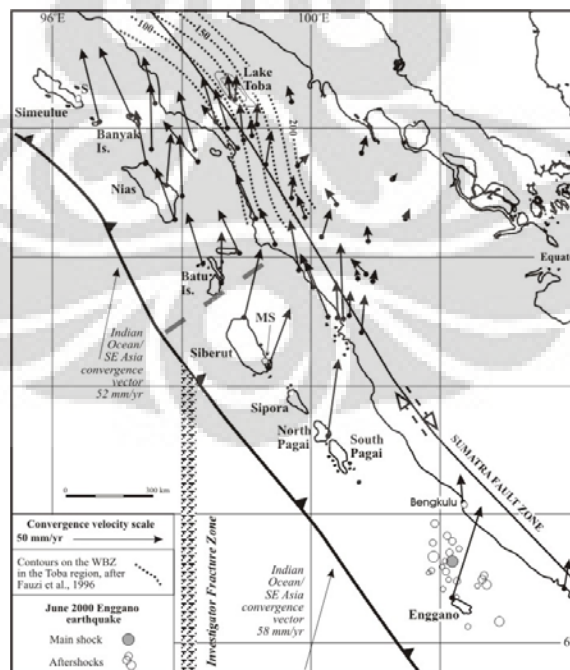 96°E
100°E
100
150
200
Lake
Toba
S
Simeulue
Banyak
Is.
Nias
Batu
Is.
Equator
Indian
Ocean/
SE Asia
convergence
vector
52 mm/yr
MS
Siberut
Sipora
North
Pagai
South
Pagai
SUMATRA FAULT ZONE
Bengkulu
0 300 km
Convergence velocity scale
50 mm/yr
Contours on the WBZ
in the Toba region, after
Fauzi et al., 1996
June 2000 Enggano
earthquake
Main shock
Aftershocks
Investigator Fracture Zone
Indian
Ocean/
SE Asia
convergence
vector
58 mm/yr
Enggano
6